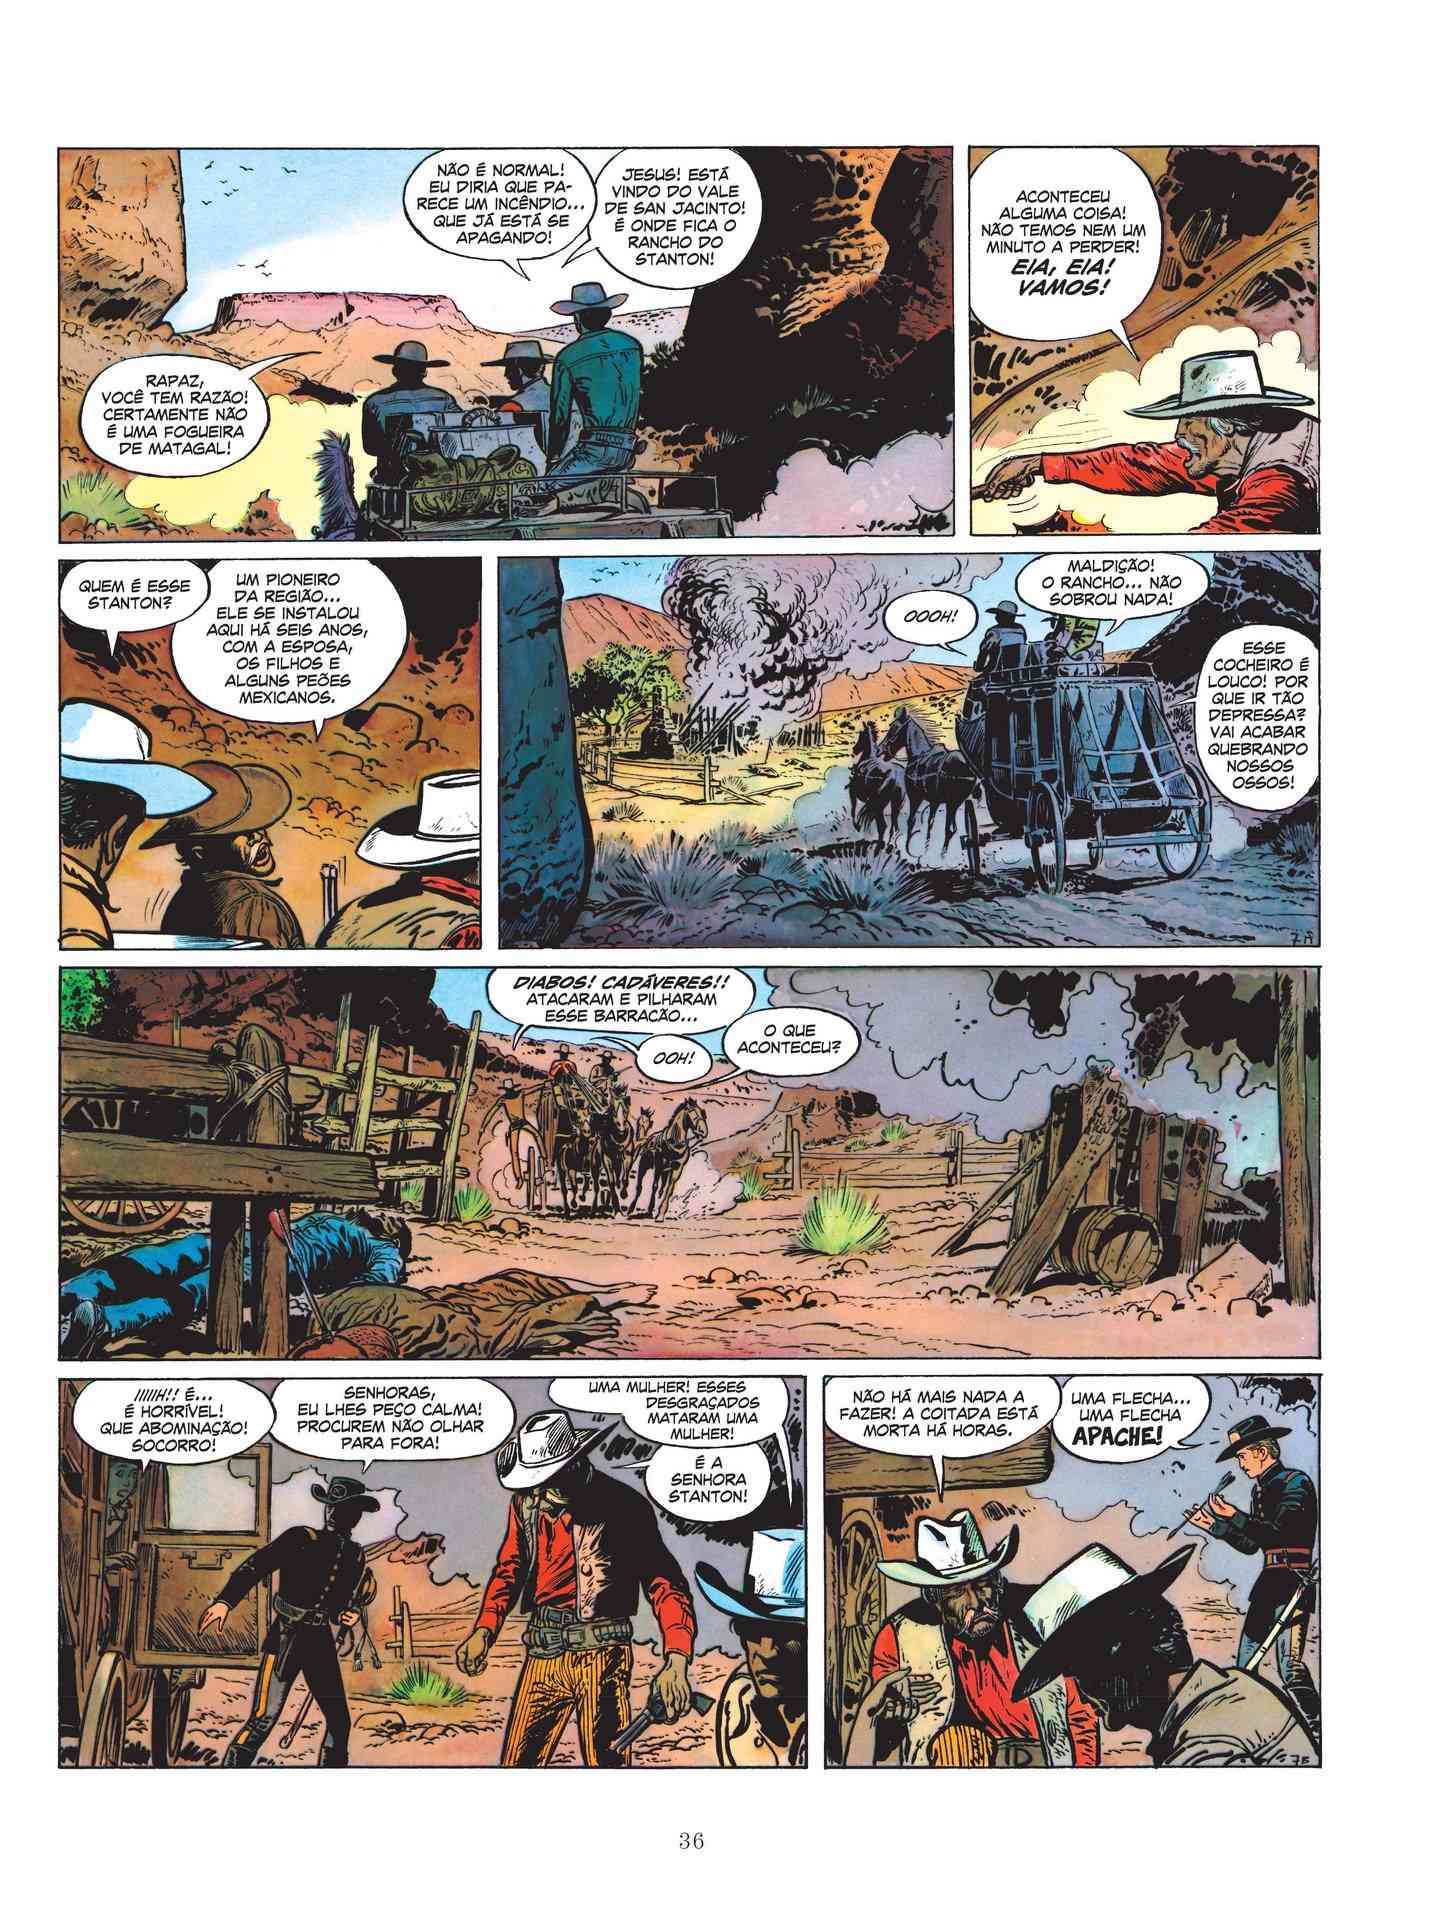 NÃO É NORMAL!
EU DIRIA QUE PA-
RECE UM INCÊNDIO...
QUE JÁ ESTÁ SE
APAGANDO!
JESUS! ESTÁ
VINDO DO VALE
DE SAN JACINTO!
É ONDE FICA O
RANCHO DO
STANTON!
RAPAZ,
VOCÊ TEM RAZÃO!
CERTAMENTE NÃO
É UMA FOGUEIRA
DE MATAGAL!
ACONTECEU
ALGUMA COISA!
NÃO TEMOS NEM UM
MINUTO A PERDER!
EIA, EIA!
VAMOS!
QUEM É ESSE
STANTON?
UM PIONEIRO
DA REGIÃO...
ELE SE INSTALOU
AQUI HÁ SEIS ANOS,
COM A ESPOSA,
OS FILHOS E
ALGUNS PEÕES
MEXICANOS.
OOOH!
MALDIÇÃO!
O RANCHO... NÃO
SOBROU NADA!
ESSE
COCHEIRO É
LOUCO! POR
QUE IR TÃO
DEPRESSA?
VAI ACABAR
QUEBRANDO
NOSSOS
OSSOS!
7A
DIABOS! CADÁVERES!!
ATACARAM E PILHARAM
ESSE BARRACÃO...
OOH!
O QUE
ACONTECEU?
IIIIIH!! É...
É HORRÍVEL!
QUE ABOMINAÇÃO!
SOCORRO!
SENHORAS,
EU LHES PEÇO CALMA!
PROCUREM NÃO OLHAR
PARA FORA!
UMA MULHER! ESSES
DESGRAÇADOS
MATARAM UMA
MULHER!
É A
SENHORA
STANTON!
NÃO HÁ MAIS NADA A
FAZER! A COITADA ESTÁ
MORTA HÁ HORAS.
UMA FLECHA...
UMA FLECHA
APACHE!
7B
36